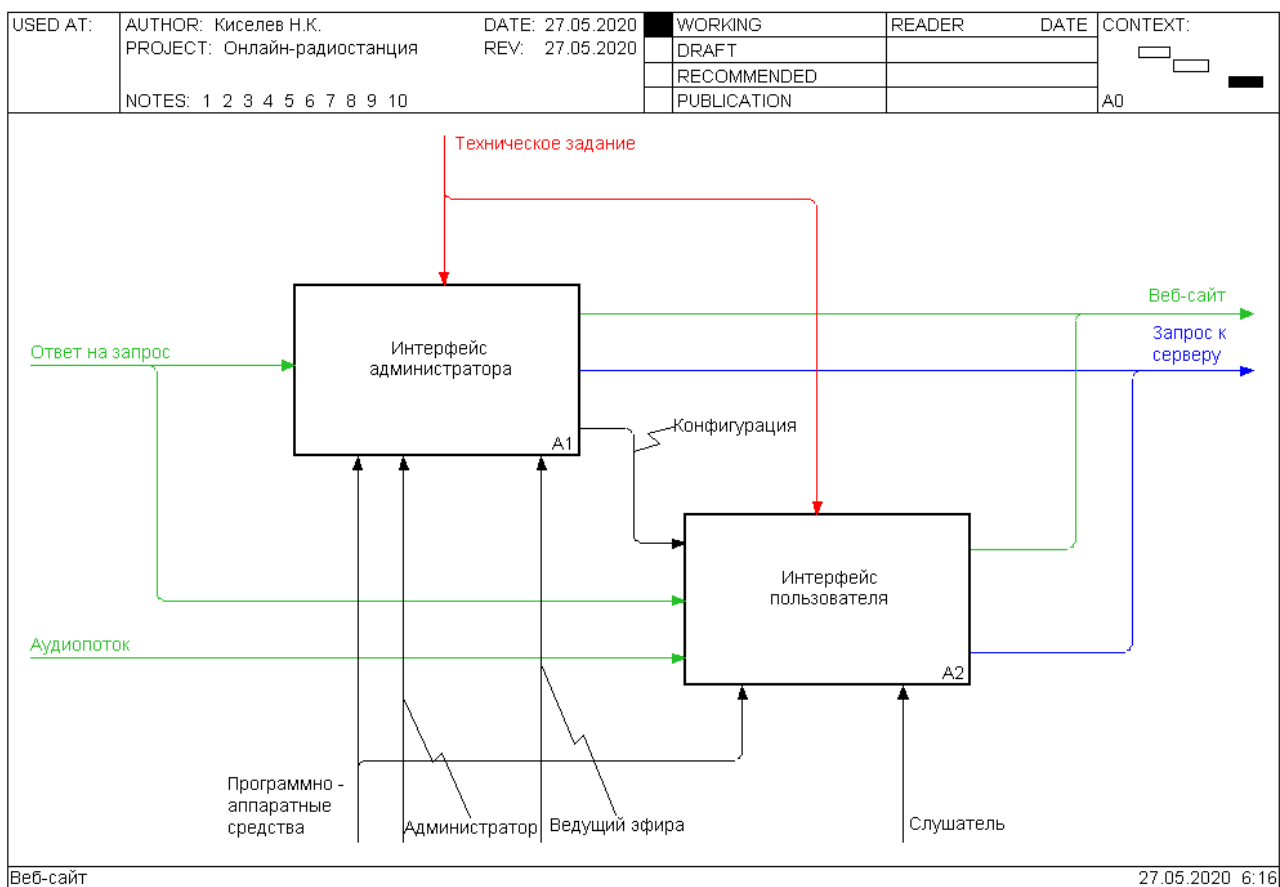 USED AT:
AUTHOR: Киселев Н.К.
DATE: 27.05.2020
PROJECT: Онлайн-радиостанция
REV: 27.05.2020
NOTES: 1 2 3 4 5 6 7 8 9 10
WORKING
DRAFT
RECOMMENDED
PUBLICATION
READER
DATE
CONTEXT:
A0
Техническое задание
Веб-сайт
Запрос к
серверу
Ответ на запрос
Интерфейс
администратора
A1
Конфигурация
Интерфейс
пользователя
A2
Аудиопоток
Программно -
аппаратные
средства
Администратор
Ведущий эфира
Слушатель
Веб-сайт
27.05.2020 6:16